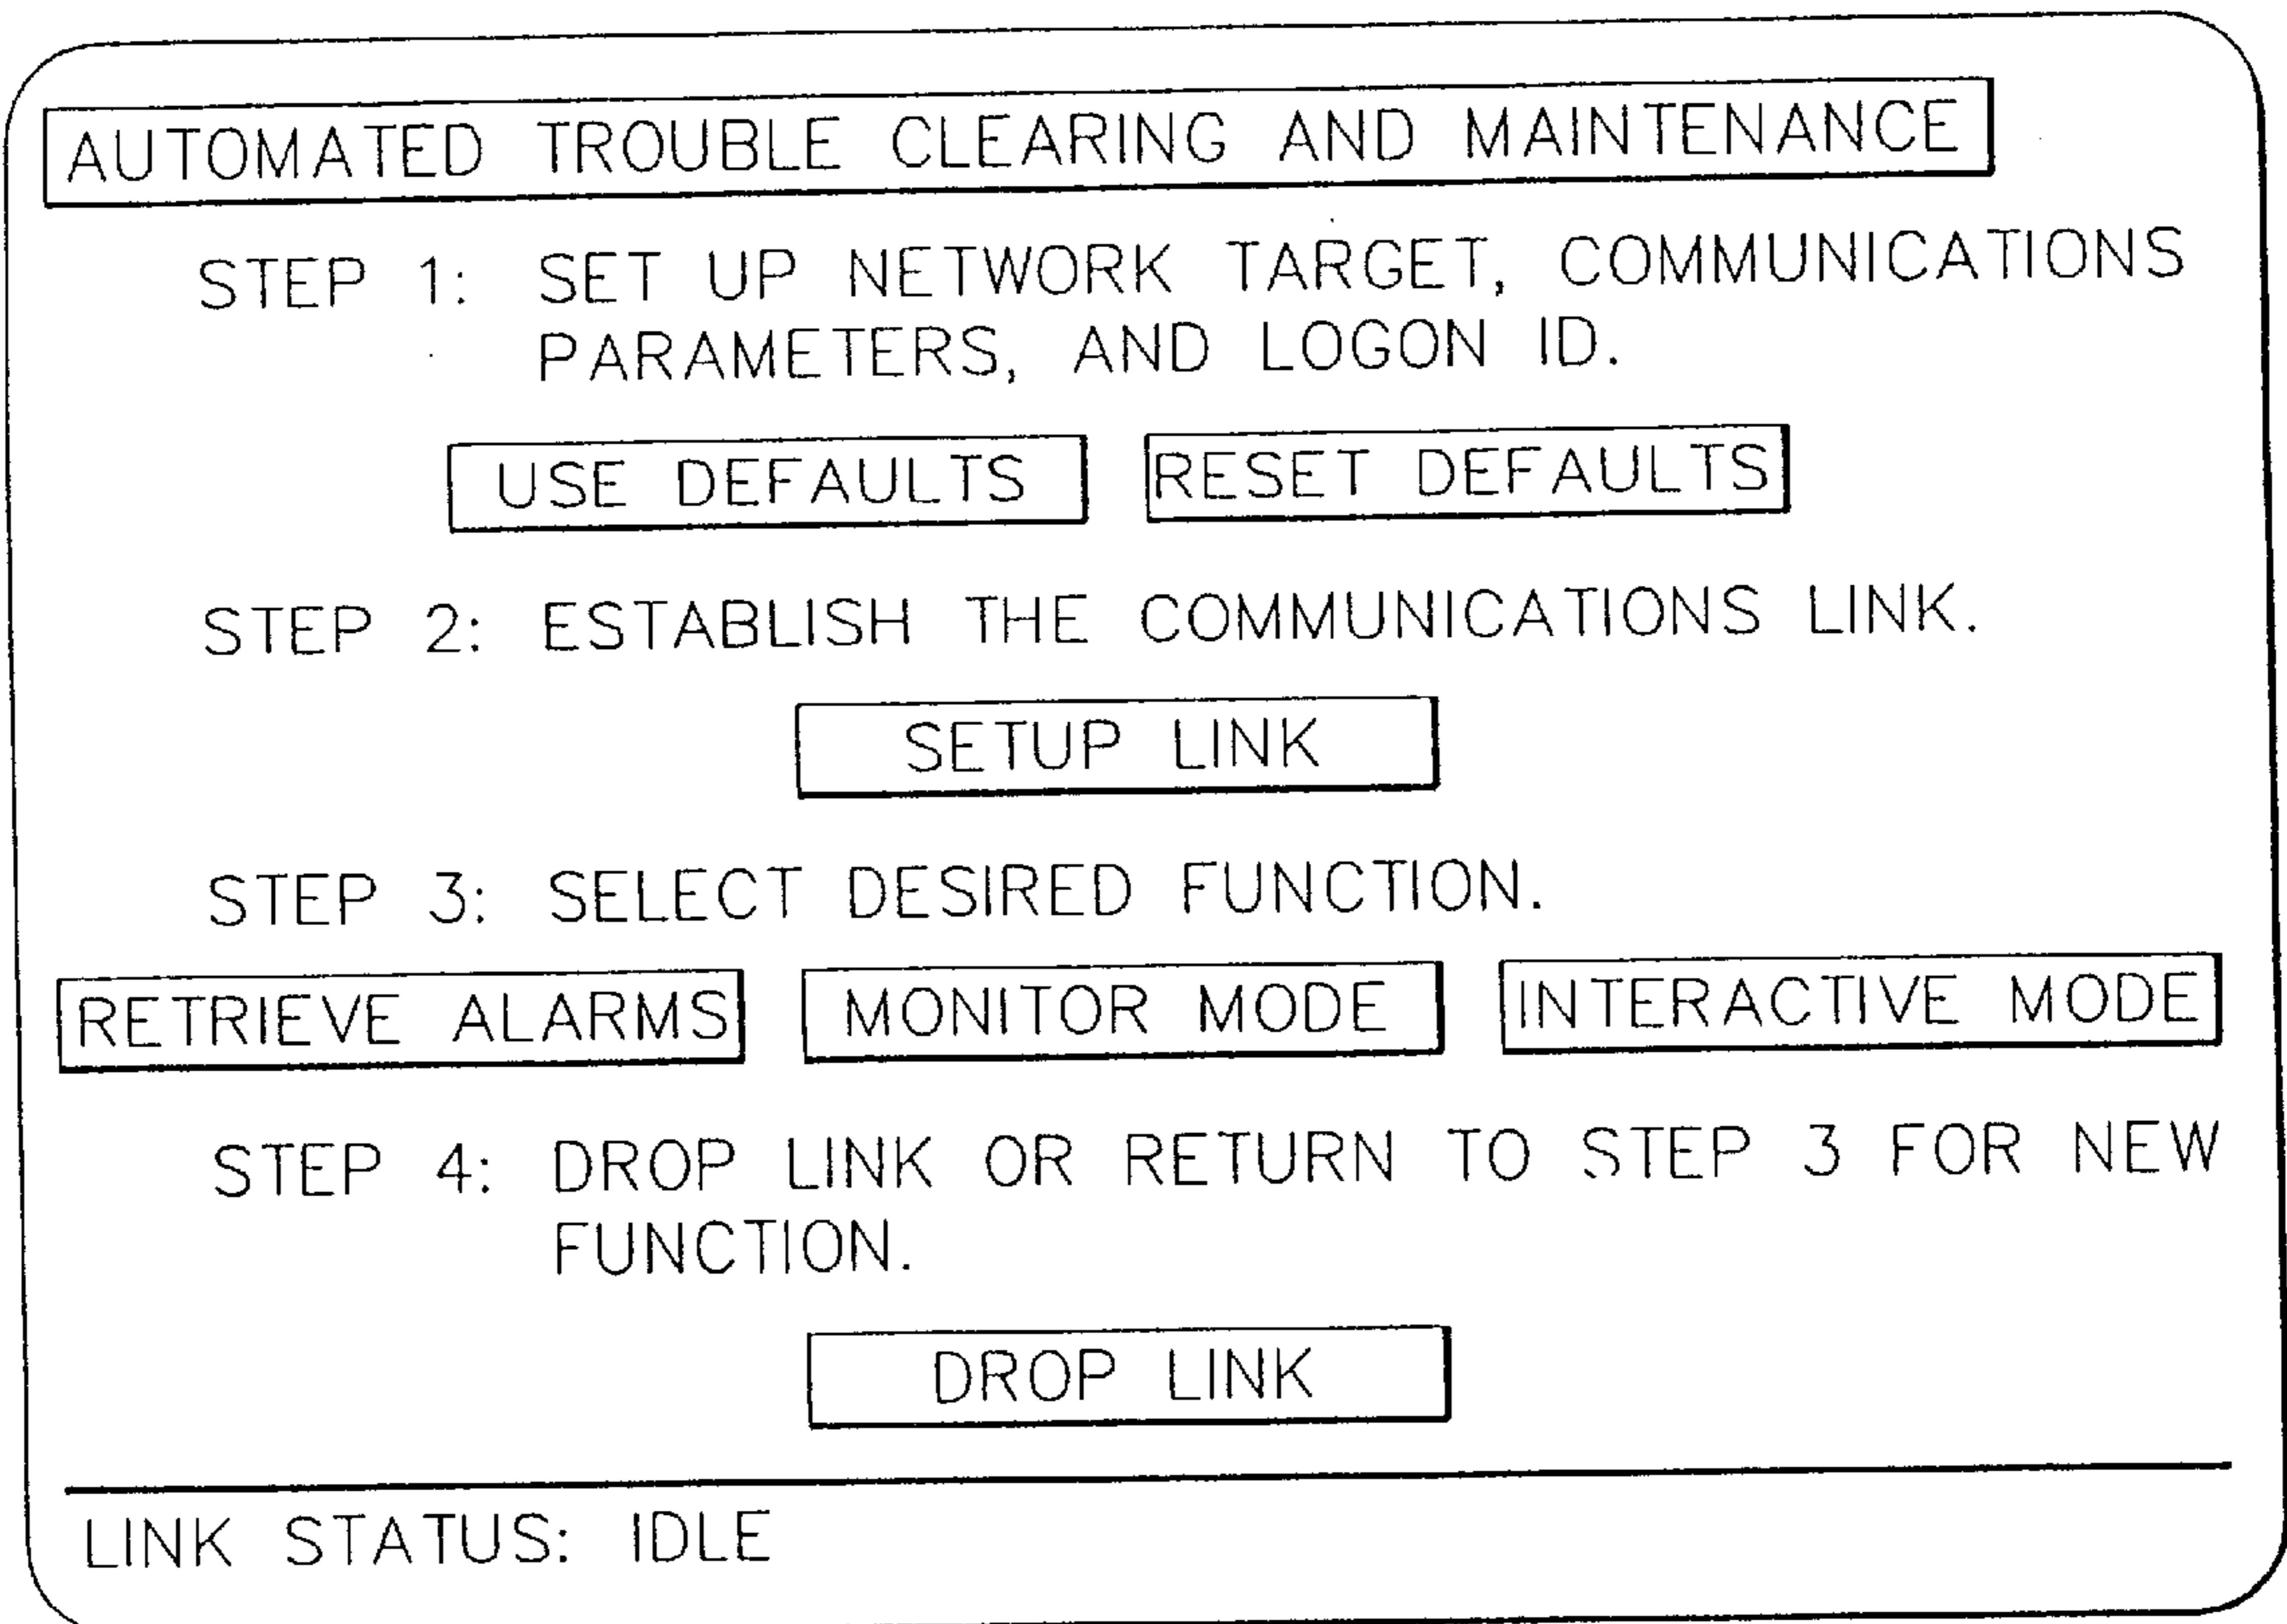 AUTOMATED TROUBLE CLEARING AND MAINTENANCE
STEP 1: SET UP NETWORK TARGET, COMMUNICATIONS
PARAMETERS, AND LOGON ID.
USE DEFAULTS RESET DEFAULTS
STEP 2: ESTABLISH THE COMMUNICATIONS LINK.
SETUP LINK
STEP 3: SELECT DESIRED FUNCTION.
RETRIEVE ALARMS MONITOR MODE INTERACTIVE MODE
STEP 4: DROP LINK OR RETURN TO STEP 3 FOR NEW
FUNCTION.
DROP LINK
LINK STATUS: IDLE